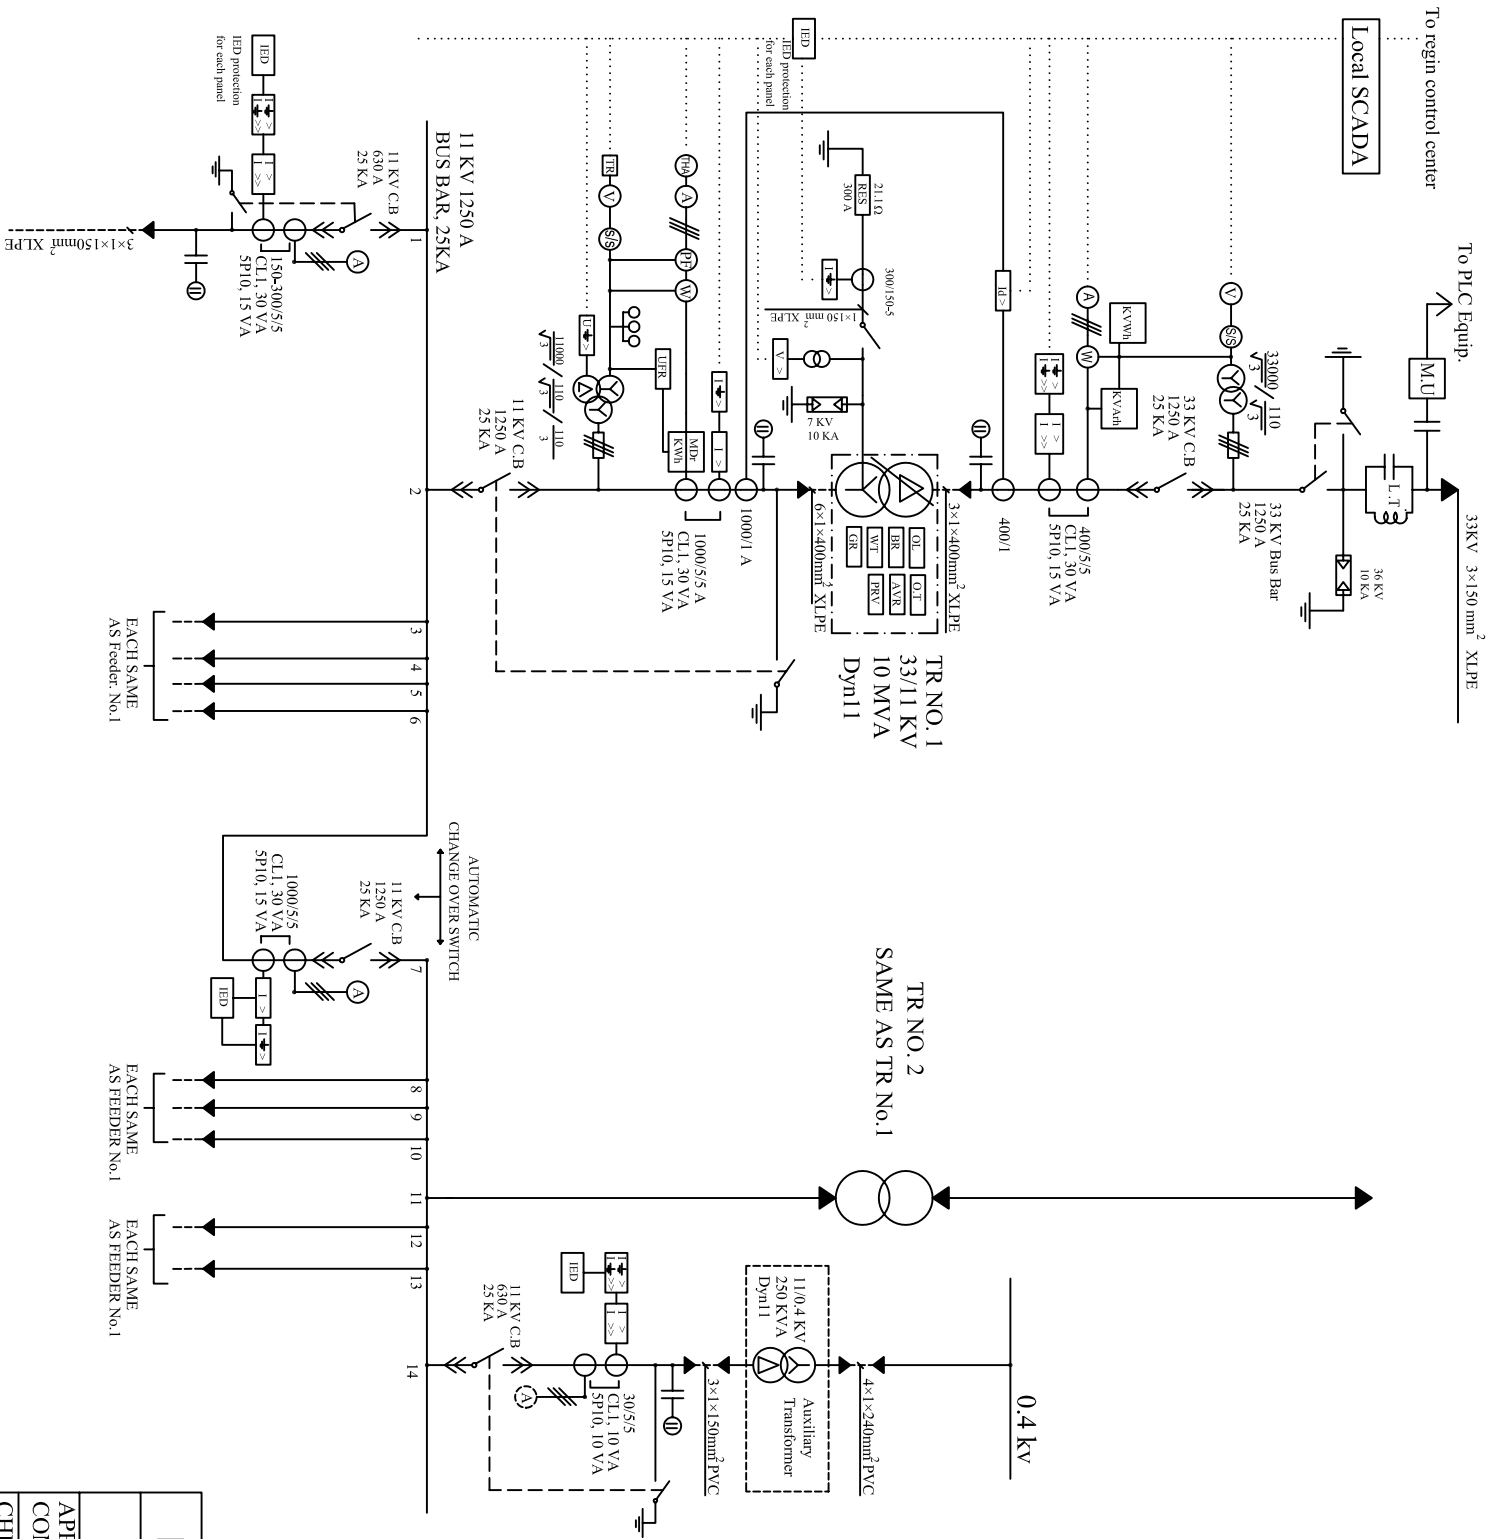 To regin control center
Local SCADA
To PLC Equip.
M.U
33KV 3×150 mm2 XLPE
L.T
36 KV
10 KA
33 KV Bus Bar
1250 A
25 KA
33000
3
110
3
V
S/S
33 KV C.B
1250 A
25 KA
KVWh
KVArh
A
W
400/5/5
CL1, 30 VA
5P10, 15 VA
I > I >>
I > I >>
Id >
400/1
3×1×400mm2 XLPE
TR NO. 1
33/11 KV
10 MVA
Dyn11
OL
O.T
BR
AVR
WT
PRV
GR
6×1×400mm2 XLPE
IED
IED protection
for each panel
21.1Ω
RES
300 A
300/150-5
I >
1×150 mm2 XLPE
V >
7 KV
10 KA
1000/1 A
1000/5/5 A
CL1, 30 VA
5P10, 15 VA
I >
I >
THA
A
PF
W
MDr
KWh
UFR
TR
V
S/S
U >
11000
3
110
3
110
3
11 KV C.B
1250 A
25 KA
11 KV 1250 A
BUS BAR, 25KA
11 KV C.B
630 A
25 KA
IED
IED protection
for each panel
I > I >>
I > I >>
A
150-300/5/5
CL1, 30 VA
5P10, 15 VA
3×1×150mm2 XLPE
1
2
3
4
5
6
EACH SAME
AS Feeder. No.1
AUTOMATIC
CHANGE OVER SWITCH
11 KV C.B
1250 A
25 KA
1000/5/5
CL1, 30 VA
5P10, 15 VA
A
I >
I >
IED
7
8
9
10
EACH SAME
AS FEEDER No.1
11
TR NO. 2
SAME AS TR No.1
12
13
EACH SAME
AS FEEDER No.1
14
11 KV C.B
630 A
25 KA
IED
I > I >>
I > I >>
A
30/5/5
CL1, 10 VA
5P10, 10 VA
3×1×150mm2 PVC
11/0.4 KV
250 KVA
Dyn11
Auxiliary
Transformer
4×1×240mm2 PVC
0.4 kv